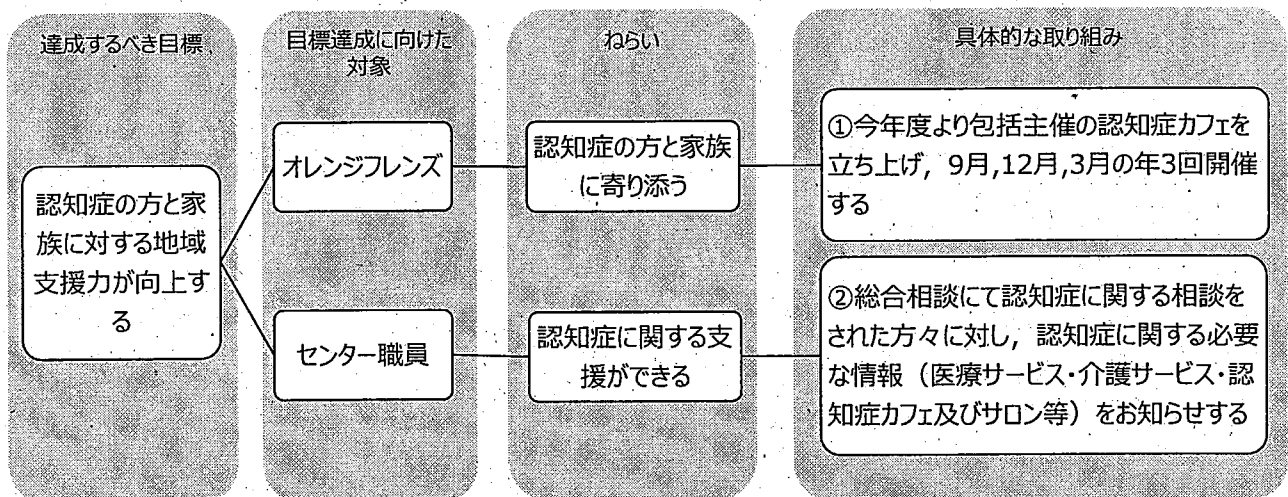 達成するべき目標
目標達成に向けた
対象
ねらい
具体的な取り組み
認知症の方と家
族に対する地域
支援力が向上す
る
オレンジフレンズ
認知症の方と家族
に寄り添う
①今年度より包括主催の認知症カフェを
立ち上げ，9月,12月,3月の年3回開催
する
センター職員
認知症に関する支
援ができる
②総合相談にて認知症に関する相談を
された方々に対し，認知症に関する必要
な情報（医療サービス・介護サービス・認
知症カフェ及びサロン等）をお知らせする